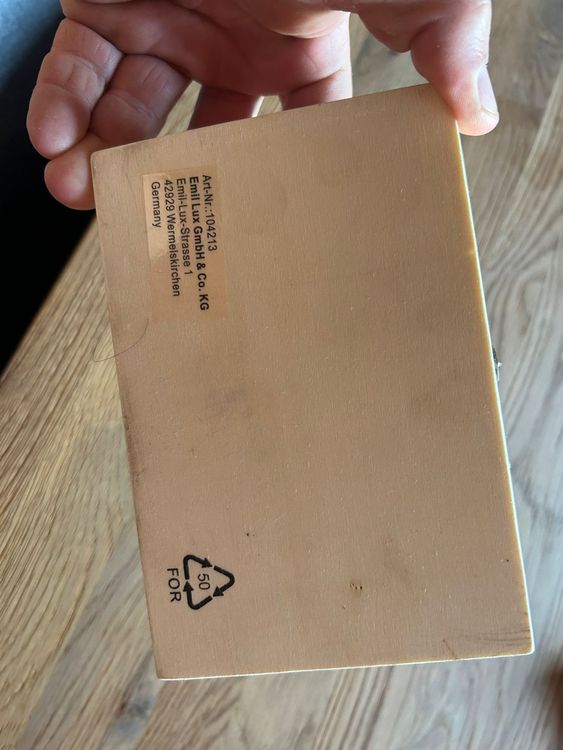 Art-Nr.:104213
Emil Lux GmbH & Co. KG
Emil-Lux-Strasse 1
42929 Wermelskirchen
Germany
50
FOR